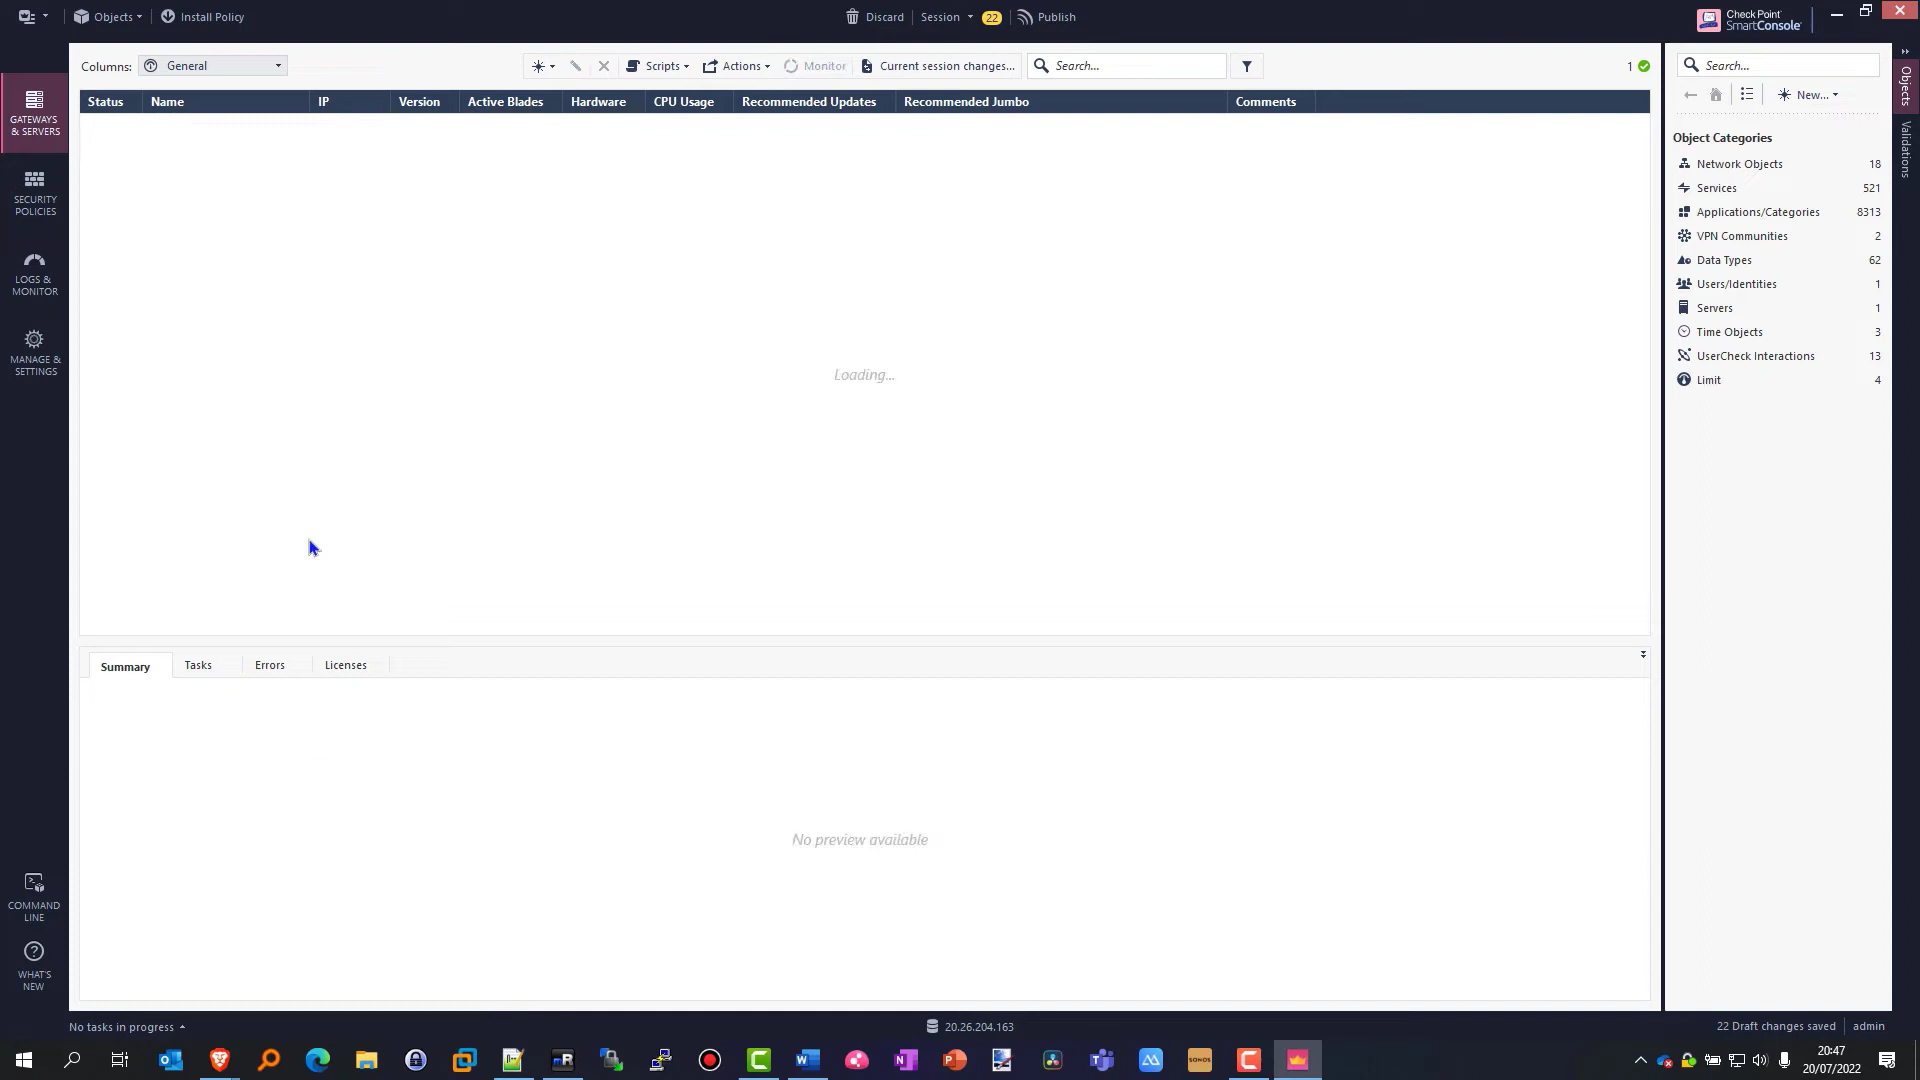 Objects
Install Policy
Discard
Session
22
Publish
Check Point
SmartConsole
Columns:
General
Scripts
Actions
Monitor
Current session changes...
Search...
1
Search...
New...
Status
Name
IP
Version
Active Blades
Hardware
CPU Usage
Recommended Updates
Recommended Jumbo
Comments
GATEWAYS
& SERVERS
SECURITY
POLICIES
LOGS &
MONITOR
MANAGE &
SETTINGS
COMMAND
LINE
WHAT'S
NEW
Loading...
Summary
Tasks
Errors
Licenses
No preview available
Object Categories
Network Objects 18
Services 521
Applications/Categories 8313
VPN Communities 2
Data Types 62
Users/Identities 1
Servers 1
Time Objects 3
UserCheck Interactions 13
Limit 4
Objects
Validations
No tasks in progress
20.26.204.163
22 Draft changes saved
admin
SONOS
20:47
20/07/2022